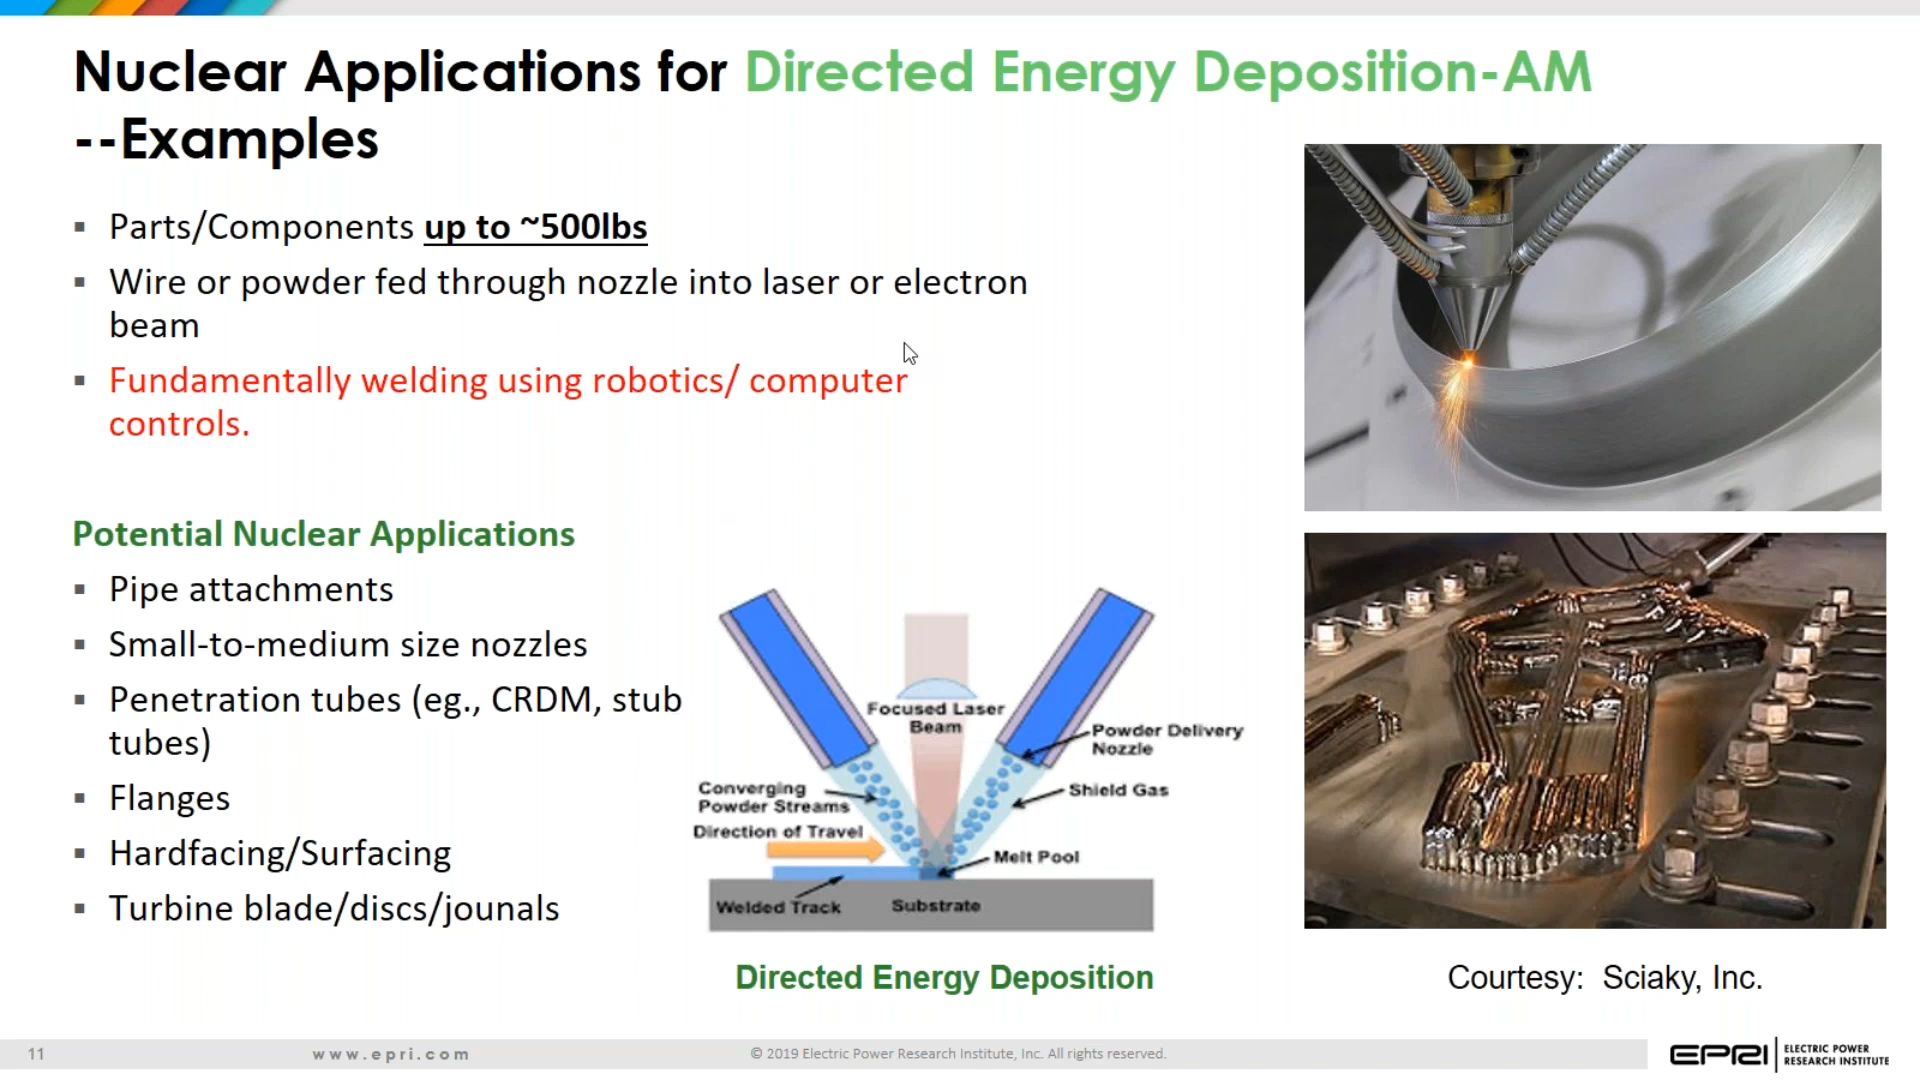 Nuclear Applications for Directed Energy Deposition-AM
--Examples
▪ Parts/Components up to ~500lbs
▪ Wire or powder fed through nozzle into laser or electron
beam
▪ Fundamentally welding using robotics/ computer
controls.
Potential Nuclear Applications
▪ Pipe attachments
▪ Small-to-medium size nozzles
▪ Penetration tubes (eg., CRDM, stub
tubes)
▪ Flanges
▪ Hardfacing/Surfacing
▪ Turbine blade/discs/jounals
Focused Laser
Beam
Powder Delivery
Nozzle
Converging
Powder Streams
Shield Gas
Direction of Travel
Melt Pool
Welded Track
Substrate
Directed Energy Deposition
Courtesy: Sciaky, Inc.
11
www.epri.com
© 2019 Electric Power Research Institute, Inc. All rights reserved.
EPRI
ELECTRIC POWER
RESEARCH INSTITUTE